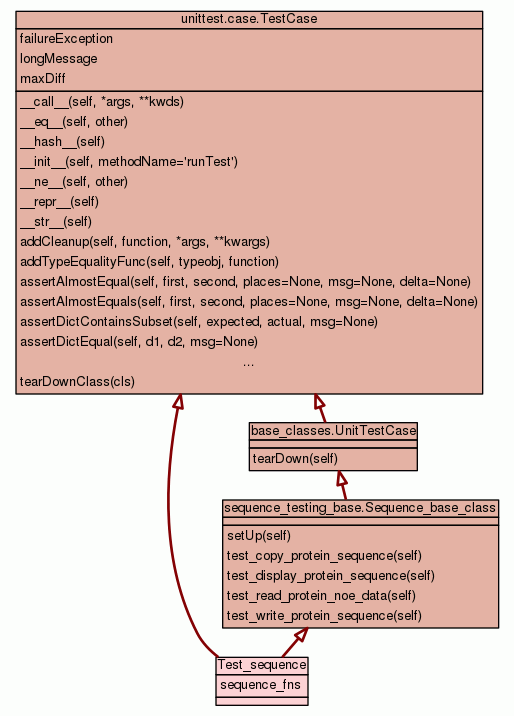 unittest.case.TestCase
failureException
longMessage
maxDiff
__call__(self, *args, **kwds)
__eq__(self, other)
__hash__(self)
__init__(self, methodName='runTest')
__ne__(self, other)
__repr__(self)
__str__(self)
addCleanup(self, function, *args, **kwargs)
addTypeEqualityFunc(self, typeobj, function)
assertAlmostEqual(self, first, second, places=None, msg=None, delta=None)
assertAlmostEquals(self, first, second, places=None, msg=None, delta=None)
assertDictContainsSubset(self, expected, actual, msg=None)
assertDictEqual(self, d1, d2, msg=None)
...
tearDownClass(cls)
base_classes.UnitTestCase
tearDown(self)
sequence_testing_base.Sequence_base_class
setUp(self)
test_copy_protein_sequence(self)
test_display_protein_sequence(self)
test_read_protein_noe_data(self)
test_write_protein_sequence(self)
Test_sequence
sequence_fns